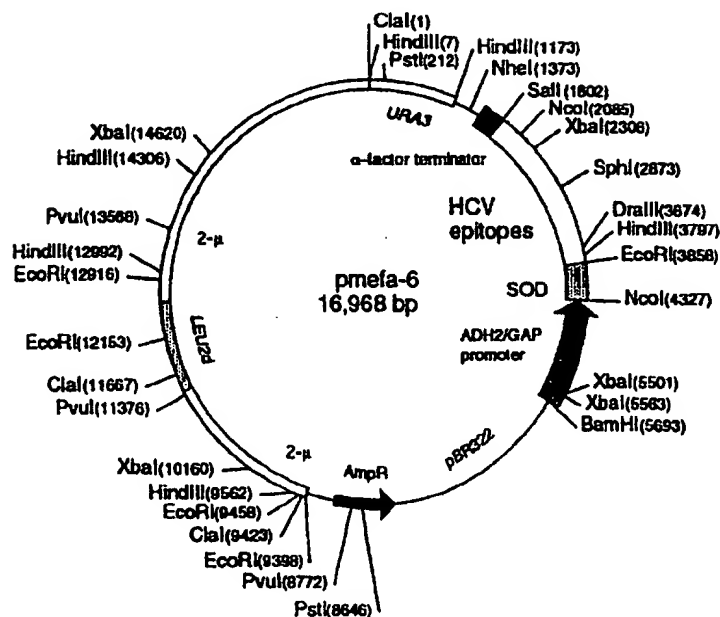 ClaI(1)
HindIII(7)
PstI(212)
HindIII(1173)
NheI(1373)
SalI(1802)
NcoI(2085)
XbaI(2308)
SphI(2873)
DraIII(3674)
HindIII(3797)
EcoRI(3858)
NcoI(4327)
XbaI(5501)
XbaI(5563)
BamHI(5693)
XbaI(14620)
HindIII(14306)
PvuI(13568)
HindIII(12992)
EcoRI(12916)
EcoRI(12153)
ClaI(11667)
PvuI(11376)
XbaI(10160)
HindIII(9562)
EcoRI(9458)
ClaI(9423)
EcoRI(9398)
PvuI(8772)
PstI(8646)
URA3
α-factor terminator
HCV
epitopes
2-μ
pmefa-6
16,968 bp
SOD
LEU2d
ADH2/GAP
promoter
2-μ
AmpR
pBR322